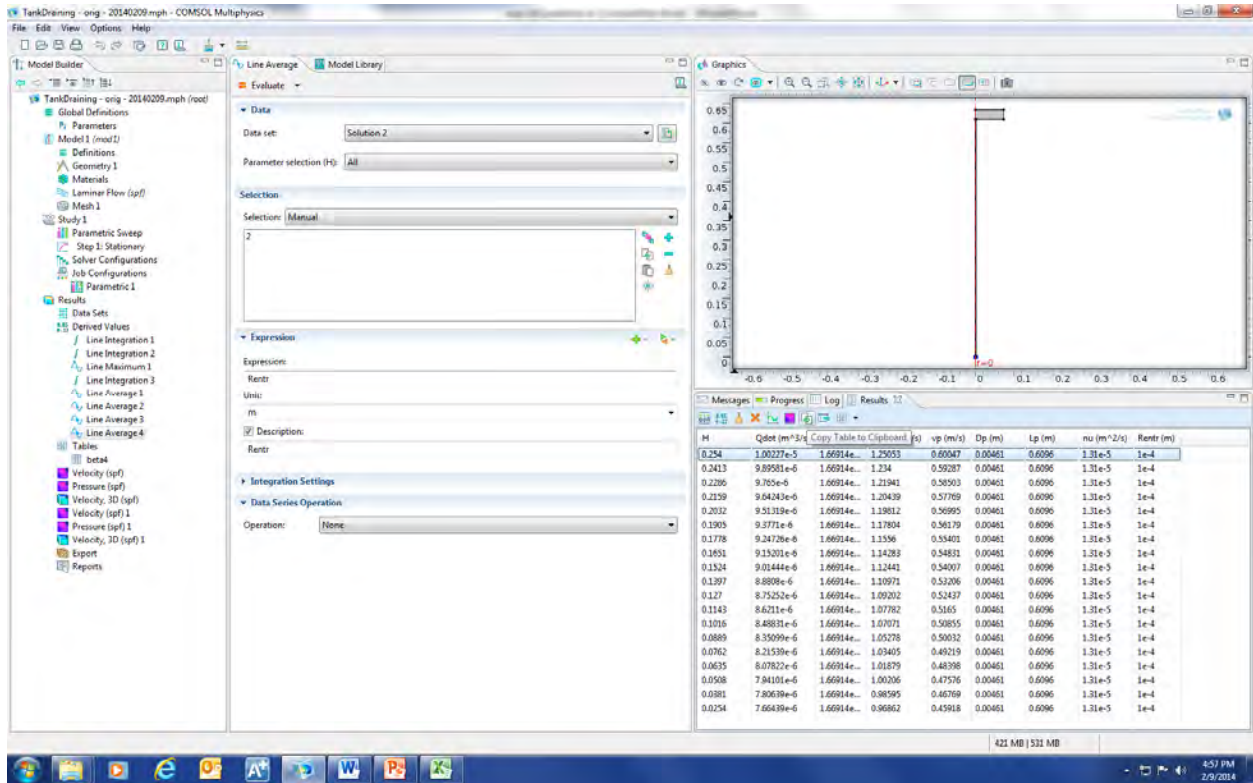 TankDraining - orig - 20140209.mph - COMSOL Multiphysics
File Edit View Options Help
Model Builder
TankDraining - orig - 20140209.mph (root)
Global Definitions
Parameters
Model 1 (mod1)
Definitions
Geometry 1
Materials
Laminar Flow (spf)
Mesh 1
Study 1
Parametric Sweep
Step 1: Stationary
Solver Configurations
Job Configurations
Parametric 1
Results
Data Sets
Derived Values
Line Integration 1
Line Integration 2
Line Maximum 1
Line Integration 3
Line Average 1
Line Average 2
Line Average 3
Line Average 4
Tables
beta4
Velocity (spf)
Pressure (spf)
Velocity, 3D (spf)
Velocity (spf) 1
Pressure (spf) 1
Velocity, 3D (spf) 1
Export
Reports
Line Average Model Library
Evaluate
Data
Data set: Solution 2
Parameter selection (H): All
Selection
Selection: Manual
2
Expression
Expression:
Rentr
Unit:
m
Description:
Rentr
Integration Settings
Data Series Operation
Operation: None
Graphics
0.65
0.6
0.55
0.5
0.45
0.4
0.35
0.3
0.25
0.2
0.15
0.1
0.05
0
r=0
-0.6 -0.5 -0.4 -0.3 -0.2 -0.1 0 0.1 0.2 0.3 0.4 0.5 0.6
Messages Progress Log Results
H Qdot (m^3/s Copy Table to Clipboard /s) vp (m/s) Dp (m) Lp (m) nu (m^2/s) Rentr (m)
0.254 1.00227e-5 1.66914e... 1.25053 0.60047 0.00461 0.6096 1.31e-5 1e-4
0.2413 9.89581e-6 1.66914e... 1.234 0.59287 0.00461 0.6096 1.31e-5 1e-4
0.2286 9.765e-6 1.66914e... 1.21941 0.58503 0.00461 0.6096 1.31e-5 1e-4
0.2159 9.64243e-6 1.66914e... 1.20439 0.57769 0.00461 0.6096 1.31e-5 1e-4
0.2032 9.51319e-6 1.66914e... 1.19812 0.56995 0.00461 0.6096 1.31e-5 1e-4
0.1905 9.3771e-6 1.66914e... 1.17804 0.56179 0.00461 0.6096 1.31e-5 1e-4
0.1778 9.24726e-6 1.66914e... 1.1556 0.55401 0.00461 0.6096 1.31e-5 1e-4
0.1651 9.15201e-6 1.66914e... 1.14283 0.54831 0.00461 0.6096 1.31e-5 1e-4
0.1524 9.01444e-6 1.66914e... 1.12441 0.54007 0.00461 0.6096 1.31e-5 1e-4
0.1397 8.8808e-6 1.66914e... 1.10971 0.53206 0.00461 0.6096 1.31e-5 1e-4
0.127 8.75252e-6 1.66914e... 1.09202 0.52437 0.00461 0.6096 1.31e-5 1e-4
0.1143 8.6211e-6 1.66914e... 1.07782 0.5165 0.00461 0.6096 1.31e-5 1e-4
0.1016 8.48831e-6 1.66914e... 1.07071 0.50855 0.00461 0.6096 1.31e-5 1e-4
0.0889 8.35099e-6 1.66914e... 1.05278 0.50032 0.00461 0.6096 1.31e-5 1e-4
0.0762 8.21539e-6 1.66914e... 1.03405 0.49219 0.00461 0.6096 1.31e-5 1e-4
0.0635 8.07822e-6 1.66914e... 1.01879 0.48398 0.00461 0.6096 1.31e-5 1e-4
0.0508 7.94101e-6 1.66914e... 1.00206 0.47576 0.00461 0.6096 1.31e-5 1e-4
0.0381 7.80639e-6 1.66914e... 0.98595 0.46769 0.00461 0.6096 1.31e-5 1e-4
0.0254 7.66439e-6 1.66914e... 0.96862 0.45918 0.00461 0.6096 1.31e-5 1e-4
421 MB | 531 MB
4:57 PM
2/9/2014